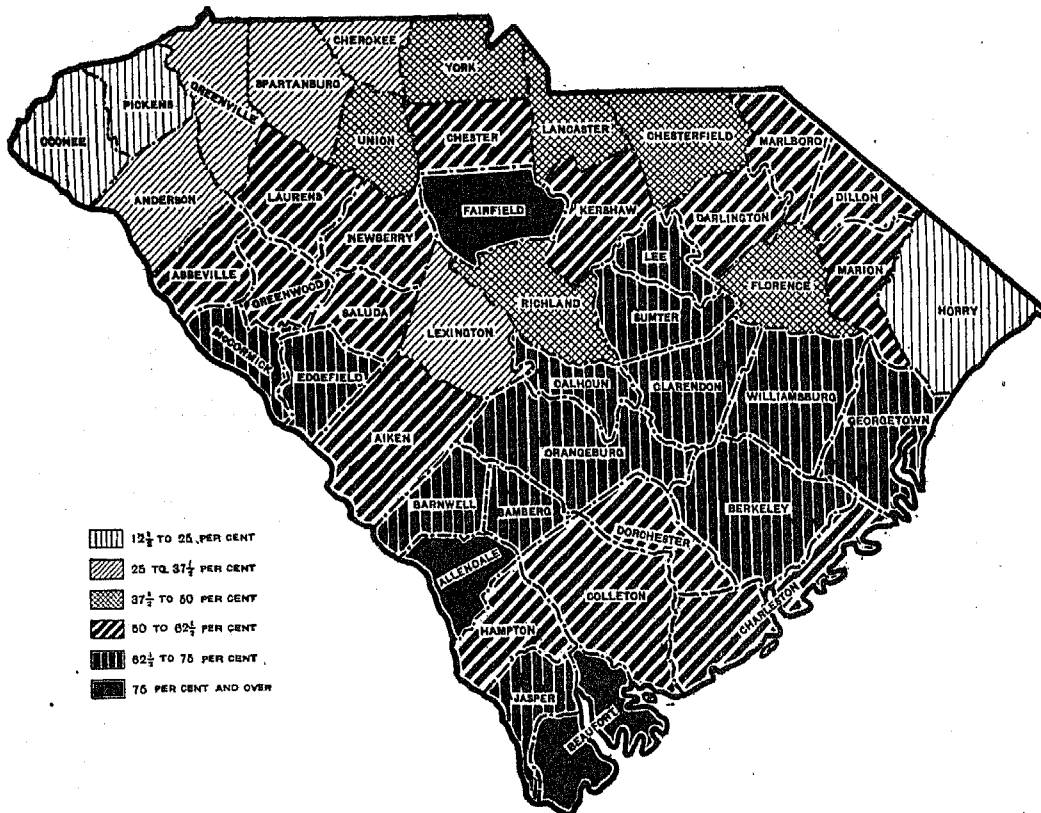 CHEROKEE
YORK
SPARTANBURG
GREENVILLE
PICKENS
OCONEE
UNION
CHESTER
LANCASTER
CHESTERFIELD
MARLBORO
ANDERSON
LAURENS
FAIRFIELD
KERSHAW
DARLINGTON
DILLON
NEWBERRY
ABBEVILLE
GREENWOOD
LEE
MARION
SALUDA
RICHLAND
FLORENCE
HORRY
LEXINGTON
SUMTER
McCORMICK
EDGEFIELD
CALHOUN
CLARENDON
WILLIAMSBURG
GEORGETOWN
AIKEN
ORANGEBURG
BARNWELL
BAMBERG
BERKELEY
DORCHESTER
ALLENDALE
COLLETON
CHARLESTON
HAMPTON
JASPER
BEAUFORT
12½ TO 25 PER CENT
25 TO 37½ PER CENT
37½ TO 50 PER CENT
50 TO 62½ PER CENT
62½ TO 75 PER CENT
75 PER CENT AND OVER